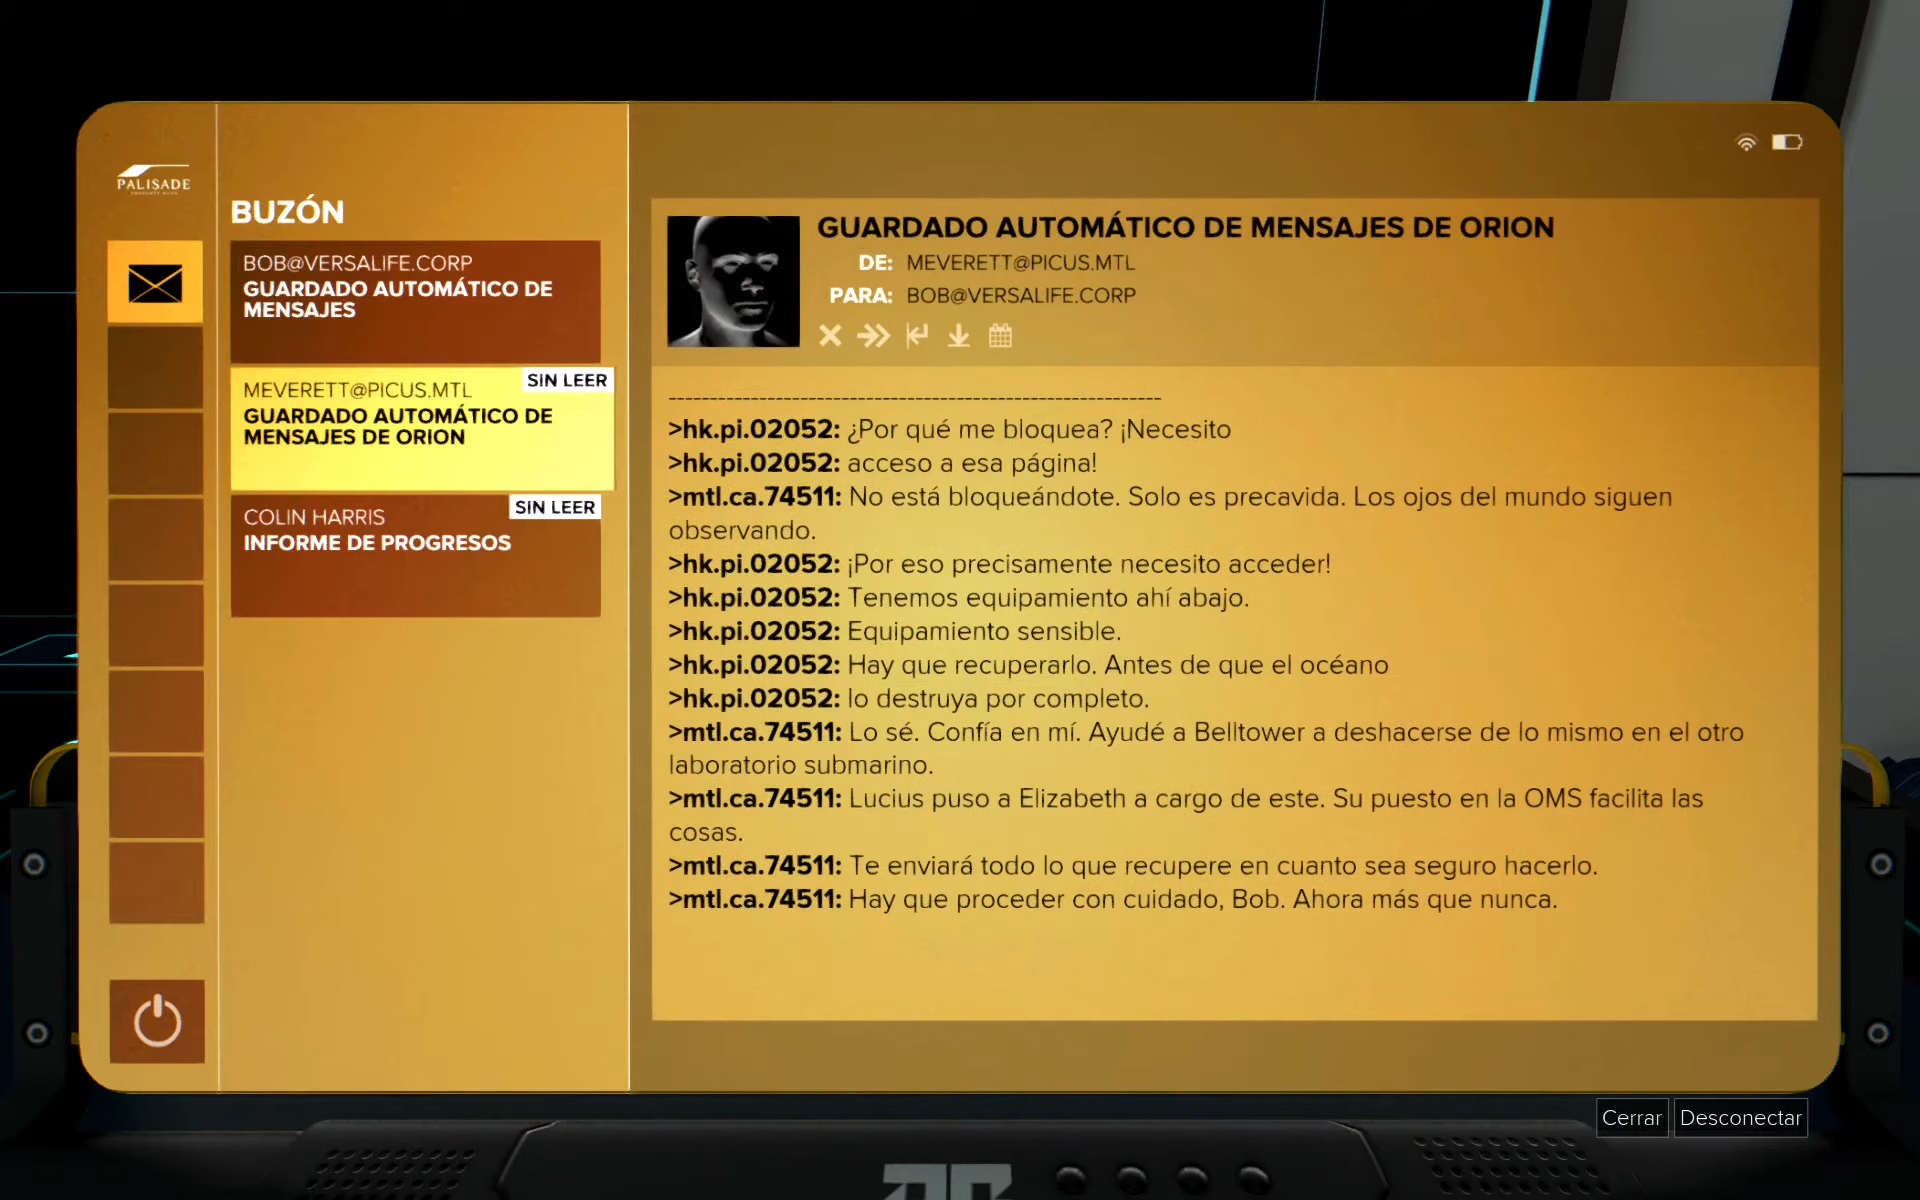 PALISADE
BUZÓN
BOB@VERSALIFE.CORP
GUARDADO AUTOMÁTICO DE
MENSAJES
SIN LEER
MEVERETT@PICUS.MTL
GUARDADO AUTOMÁTICO DE
MENSAJES DE ORION
SIN LEER
COLIN HARRIS
INFORME DE PROGRESOS
GUARDADO AUTOMÁTICO DE MENSAJES DE ORION
DE: MEVERETT@PICUS.MTL
PARA: BOB@VERSALIFE.CORP
------------------------------------------------------------
>hk.pi.02052: ¿Por qué me bloquea? ¡Necesito
>hk.pi.02052: acceso a esa página!
>mtl.ca.74511: No está bloqueándote. Solo es precavida. Los ojos del mundo siguen
observando.
>hk.pi.02052: ¡Por eso precisamente necesito acceder!
>hk.pi.02052: Tenemos equipamiento ahí abajo.
>hk.pi.02052: Equipamiento sensible.
>hk.pi.02052: Hay que recuperarlo. Antes de que el océano
>hk.pi.02052: lo destruya por completo.
>mtl.ca.74511: Lo sé. Confía en mí. Ayudé a Belltower a deshacerse de lo mismo en el otro
laboratorio submarino.
>mtl.ca.74511: Lucius puso a Elizabeth a cargo de este. Su puesto en la OMS facilita las
cosas.
>mtl.ca.74511: Te enviará todo lo que recupere en cuanto sea seguro hacerlo.
>mtl.ca.74511: Hay que proceder con cuidado, Bob. Ahora más que nunca.
Cerrar
Desconectar